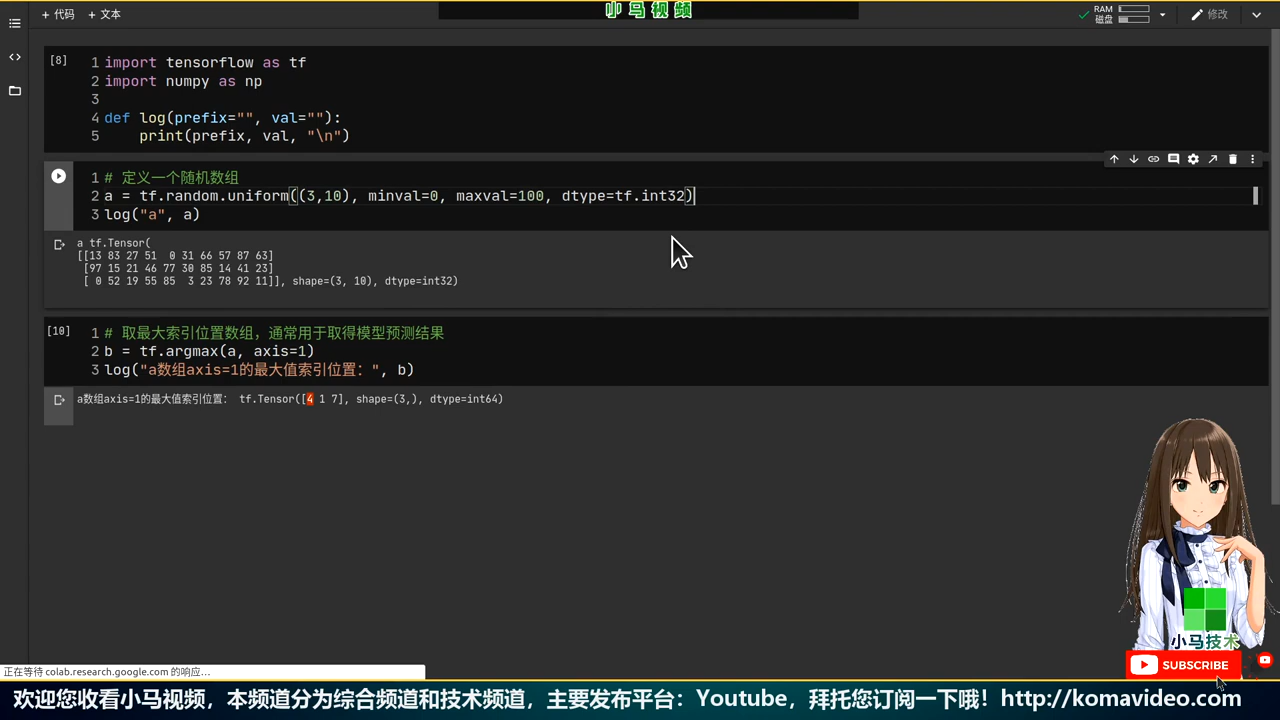 + 代码 + 文本
小马视频
RAM
磁盘
修改
[8]
1 import tensorflow as tf
2 import numpy as np
3
4 def log(prefix="", val=""):
5     print(prefix, val, "\n")
1 # 定义一个随机数组
2 a = tf.random.uniform((3,10), minval=0, maxval=100, dtype=tf.int32)
3 log("a", a)
a tf.Tensor(
[[13 83 27 51  0 31 66 57 87 63]
 [97 15 21 46 77 30 85 14 41 23]
 [ 0 52 19 55 85  3 23 78 92 11]], shape=(3, 10), dtype=int32)
[10]
1 # 取最大索引位置数组，通常用于取得模型预测结果
2 b = tf.argmax(a, axis=1)
3 log("a数组axis=1的最大值索引位置：", b)
a数组axis=1的最大值索引位置： tf.Tensor([4 1 7], shape=(3,), dtype=int64)
小马技术
SUBSCRIBE
正在等待 colab.research.google.com 的响应…
欢迎您收看小马视频，本频道分为综合频道和技术频道，主要发布平台：Youtube，拜托您订阅一下哦！http://komavideo.com